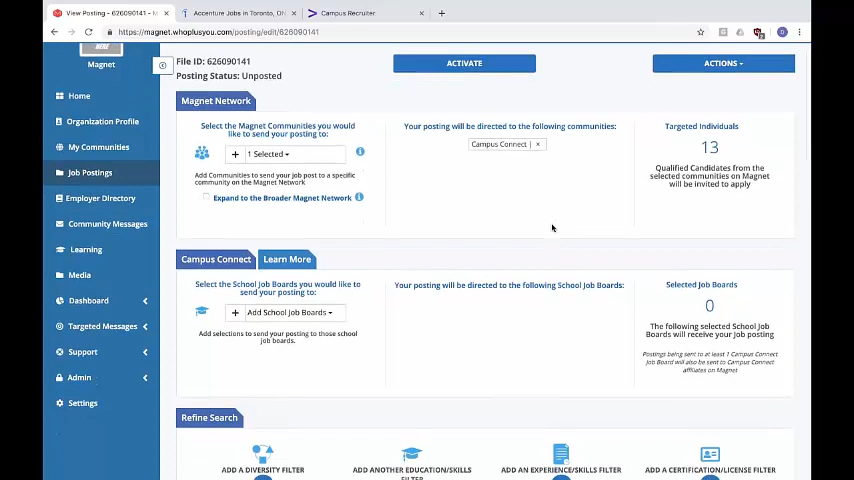 View Posting - 626090141 - M
Accenture Jobs in Toronto, ON
Campus Recruiter
https://magnet.whoplusyou.com/posting/edit/626090141
HERE
Magnet
Home
Organization Profile
My Communities
Job Postings
Employer Directory
Community Messages
Learning
Media
Dashboard
Targeted Messages
Support
Admin
Settings
File ID: 626090141
Posting Status: Unposted
ACTIVATE
ACTIONS
Magnet Network
Select the Magnet Communities you would
like to send your posting to:
+ 1 Selected
Add Communities to send your job post to a specific
community on the Magnet Network
Expand to the Broader Magnet Network
Your posting will be directed to the following communities:
Campus Connect | ×
Targeted Individuals
13
Qualified Candidates from the
selected communities on Magnet
will be invited to apply
Campus Connect
Learn More
Select the School Job Boards you would like to
send your posting to:
+ Add School Job Boards
Add selections to send your posting to those school
job boards.
Your posting will be directed to the following School Job Boards:
Selected Job Boards
0
The following selected School Job
Boards will receive your Job posting
Postings being sent to at least 1 Campus Connect
Job Board will also be sent to Campus Connect
affiliates on Magnet
Refine Search
ADD A DIVERSITY FILTER
ADD ANOTHER EDUCATION/SKILLS
FILTER
ADD AN EXPERIENCE/SKILLS FILTER
ADD A CERTIFICATION/LICENSE FILTER